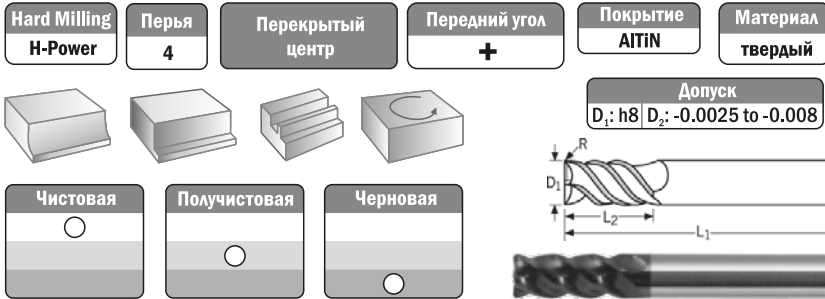 Hard Milling
H-Power
Перья
4
Перекрытый
центр
Передний угол
+
Покрытие
AlTiN
Материал
твердый
Допуск
D₁: h8 D₂: -0.0025 to -0.008
R
D₁
L₂
L₁
Чистовая
Получистовая
Черновая